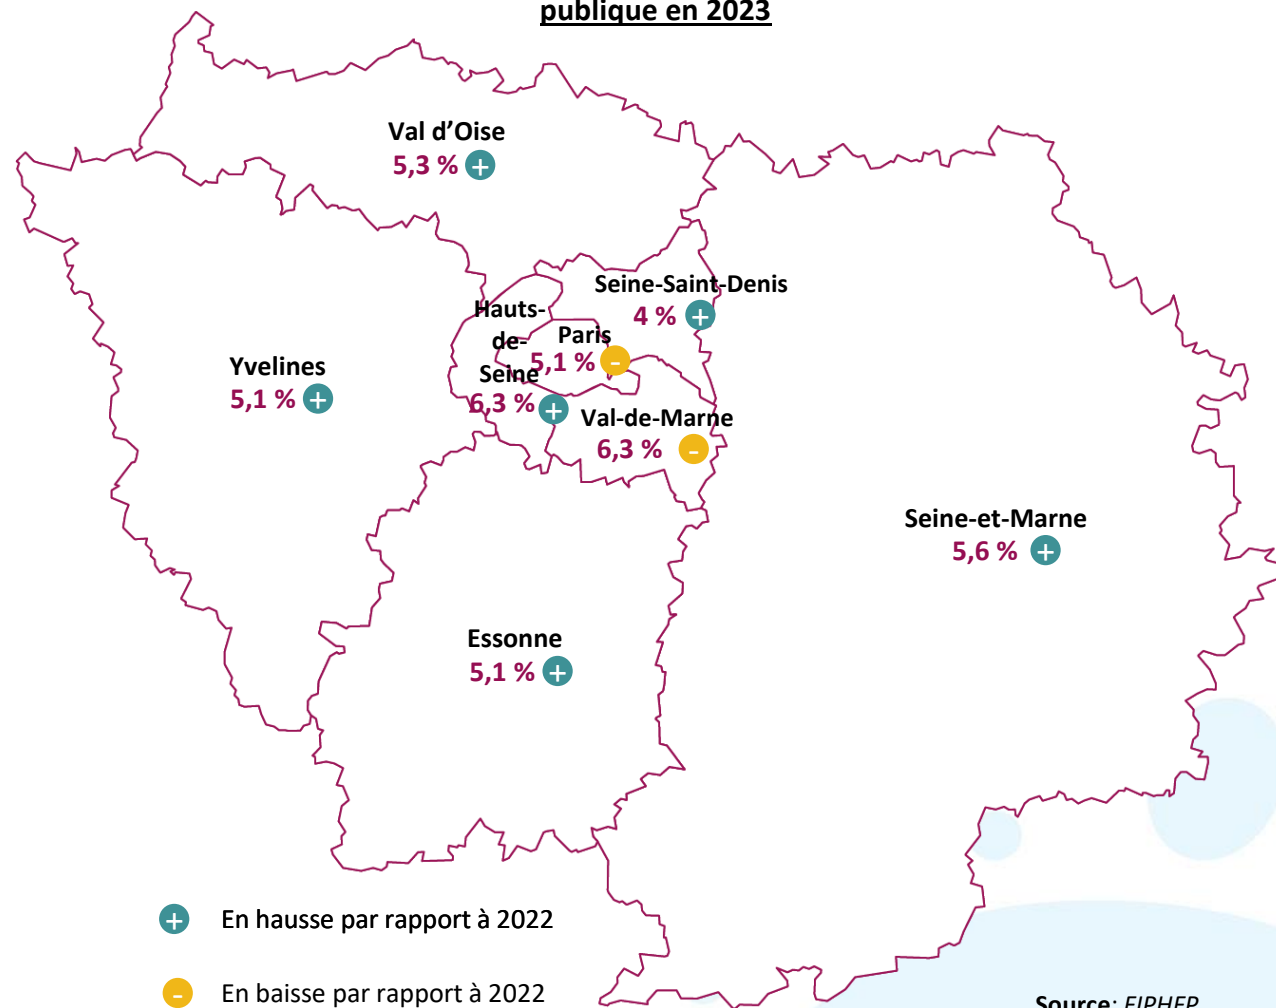 publique en 2023
Val d’Oise
5,3 % +
Seine-Saint-Denis
4 % +
Hauts-
de-
Seine
6,3 % +
Paris
5,1 % -
Yvelines
5,1 % +
Val-de-Marne
6,3 % -
Seine-et-Marne
5,6 % +
Essonne
5,1 % +
+ En hausse par rapport à 2022
- En baisse par rapport à 2022
Source: FIPHFP